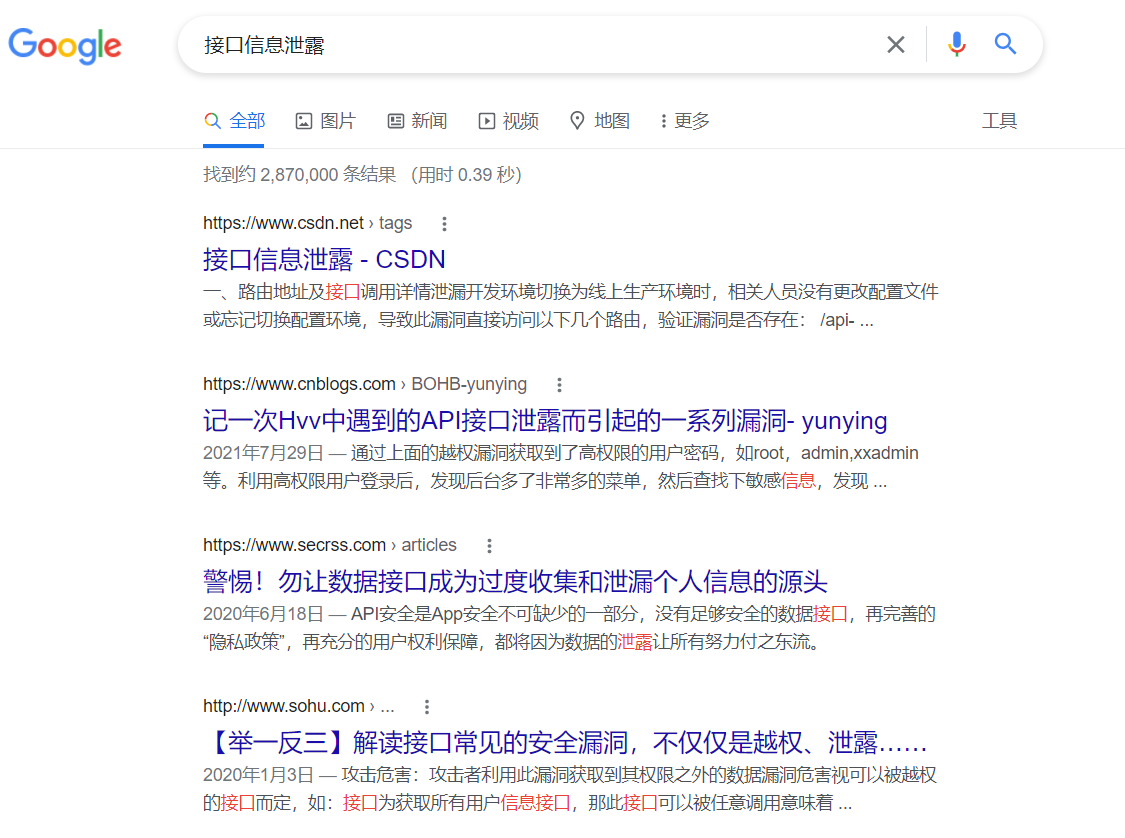 Google
接口信息泄露
全部 图片 新闻 视频 地图 更多 工具
找到约 2,870,000 条结果 （用时 0.39 秒）
https://www.csdn.net › tags
接口信息泄露 - CSDN
一、路由地址及接口调用详情泄漏开发环境切换为线上生产环境时，相关人员没有更改配置文件
或忘记切换配置环境，导致此漏洞直接访问以下几个路由，验证漏洞是否存在： /api- ...
https://www.cnblogs.com › BOHB-yunying
记一次Hvv中遇到的API接口泄露而引起的一系列漏洞- yunying
2021年7月29日 — 通过上面的越权漏洞获取到了高权限的用户密码，如root，admin,xxadmin
等。利用高权限用户登录后，发现后台多了非常多的菜单，然后查找下敏感信息，发现 ...
https://www.secrss.com › articles
警惕！勿让数据接口成为过度收集和泄漏个人信息的源头
2020年6月18日 — API安全是App安全不可缺少的一部分，没有足够安全的数据接口，再完善的
“隐私政策”，再充分的用户权利保障，都将因为数据的泄露让所有努力付之东流。
http://www.sohu.com › ...
【举一反三】解读接口常见的安全漏洞，不仅仅是越权、泄露……
2020年1月3日 — 攻击危害：攻击者利用此漏洞获取到其权限之外的数据漏洞危害视可以被越权
的接口而定，如：接口为获取所有用户信息接口，那此接口可以被任意调用意味着 ...